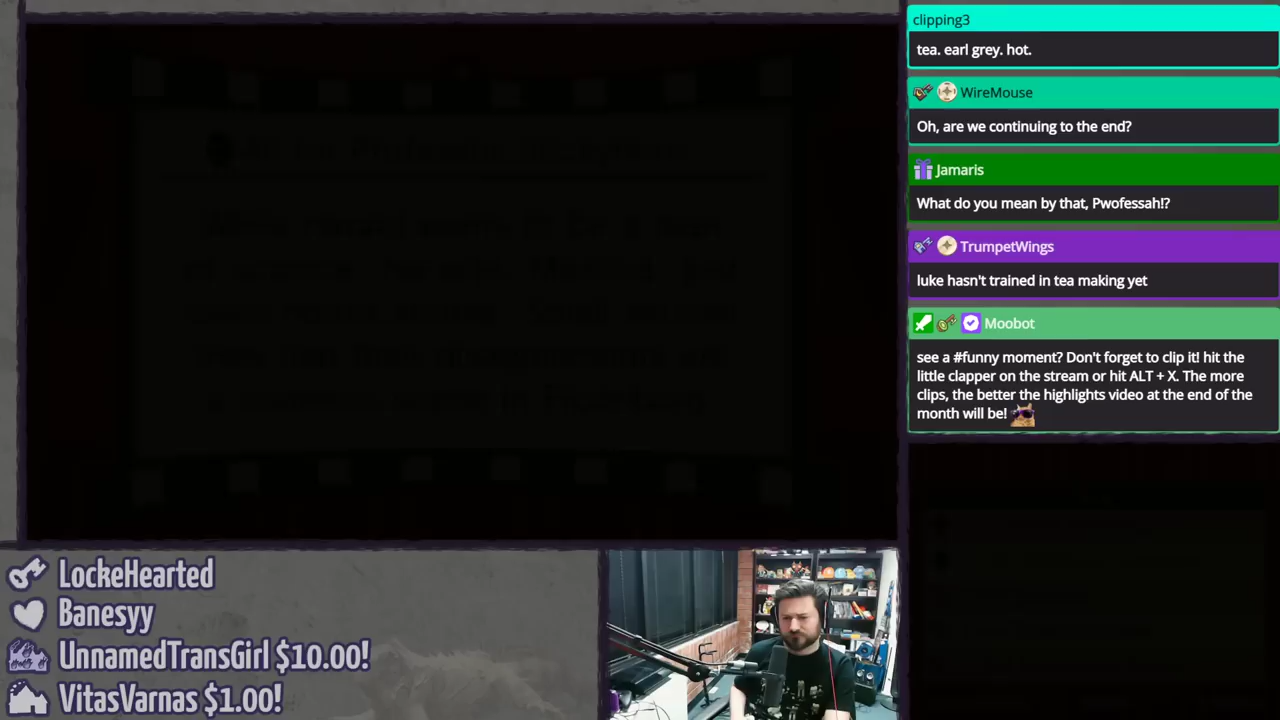 clipping3
tea. earl grey. hot.
WireMouse
Oh, are we continuing to the end?
Jamaris
What do you mean by that, Pwofessah!?
TrumpetWings
luke hasn't trained in tea making yet
Moobot
see a #funny moment? Don't forget to clip it! hit the
little clapper on the stream or hit ALT + X. The more
clips, the better the highlights video at the end of the
month will be!
LockeHearted
Banesyy
UnnamedTransGirl $10.00!
VitasVarnas $1.00!